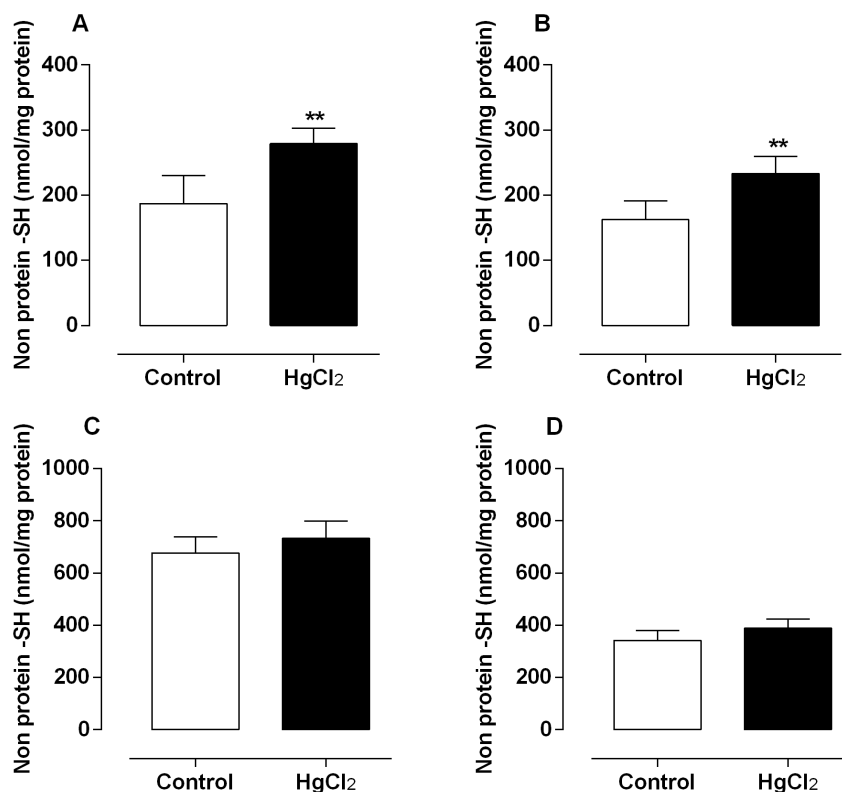 A
Non protein -SH (nmol/mg protein)
400
300
200
100
0
**
Control
HgCl2
B
Non protein -SH (nmol/mg protein)
400
300
200
100
0
**
Control
HgCl2
C
Non protein -SH (nmol/mg protein)
1000
800
600
400
200
0
Control
HgCl2
D
Non protein -SH (nmol/mg protein)
1000
800
600
400
200
0
Control
HgCl2